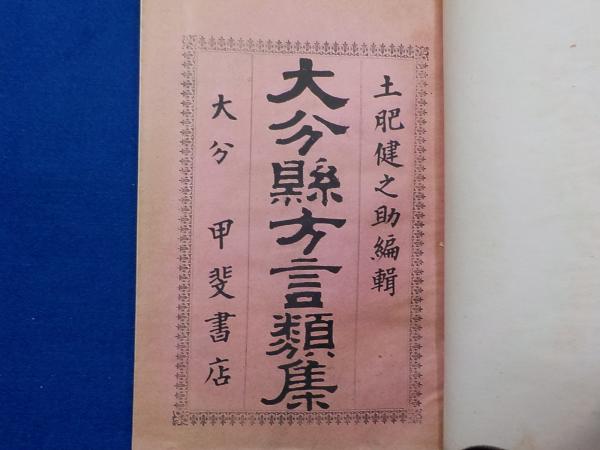 土肥健之助編輯
大分縣方言類集
大分 甲斐書店